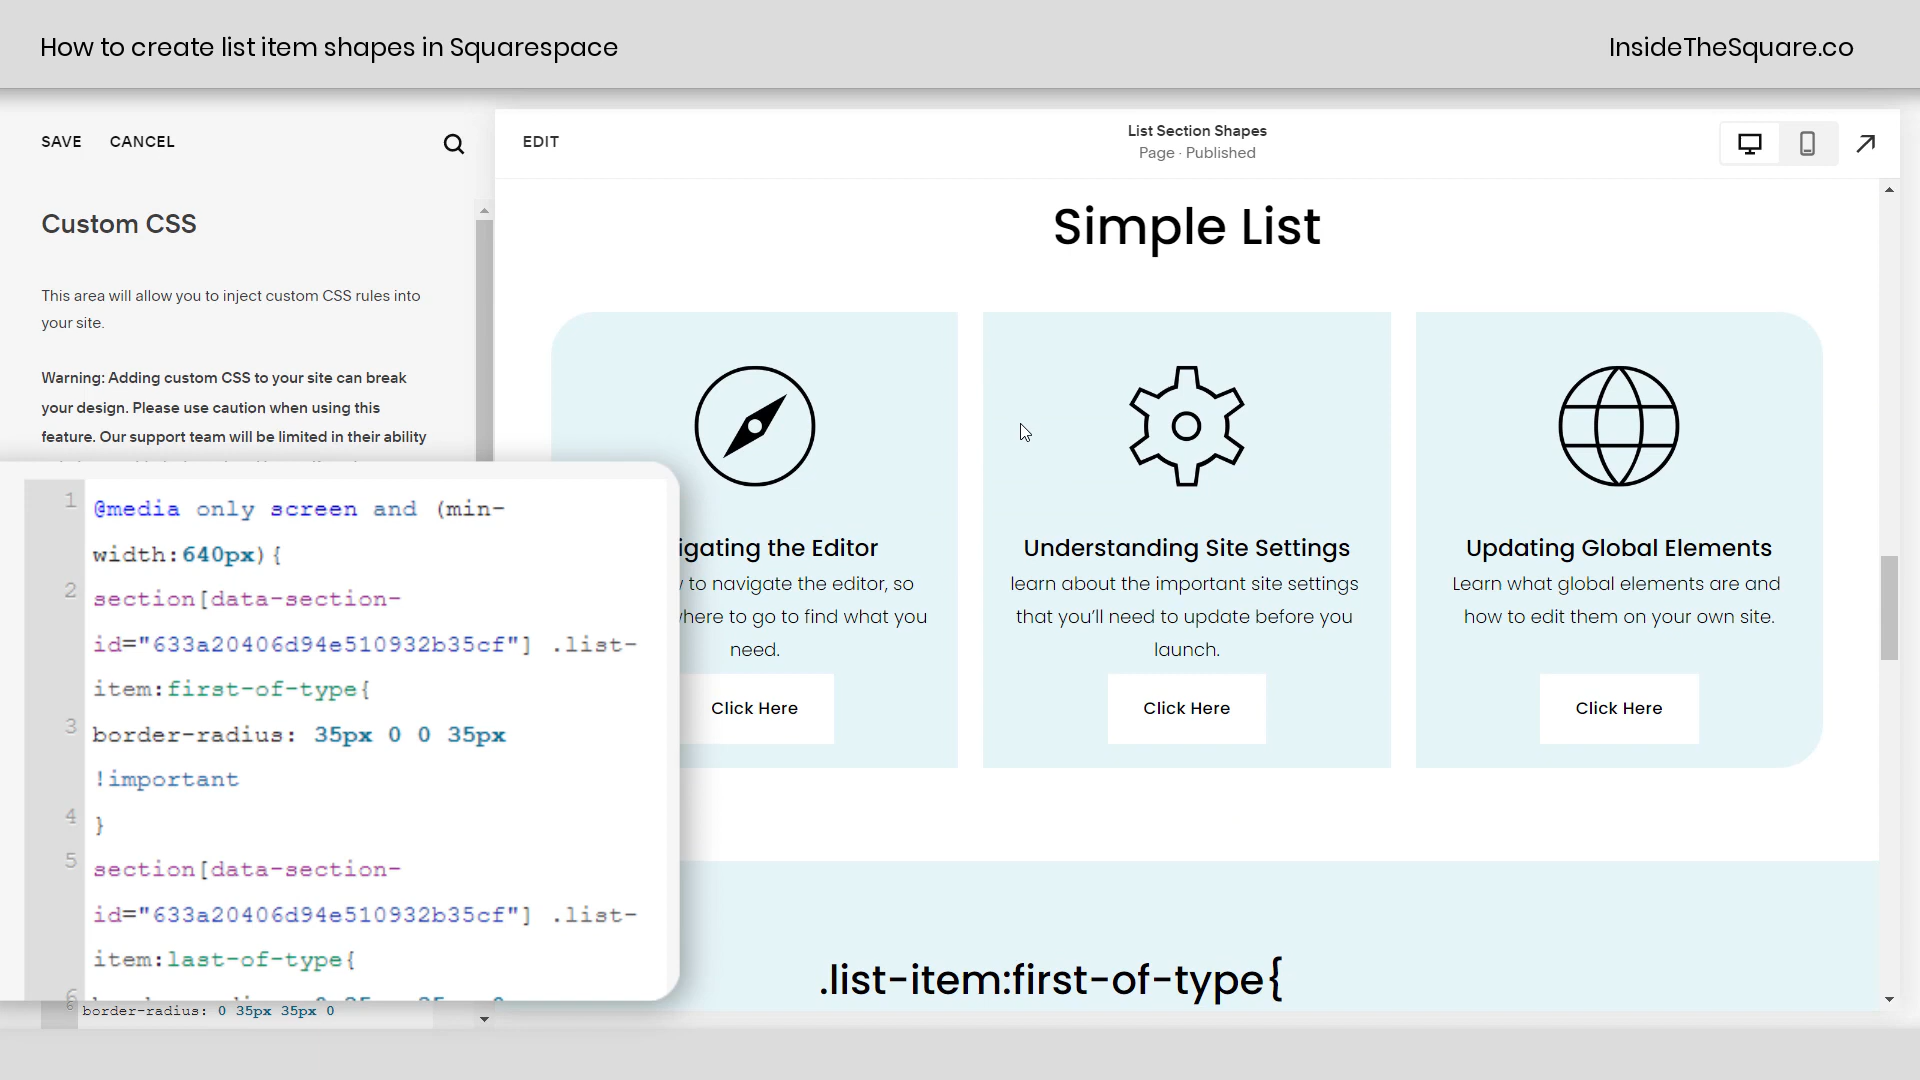 How to create list item shapes in Squarespace
InsideTheSquare.co
SAVE
CANCEL
EDIT
List Section Shapes
Page · Published
Custom CSS
This area will allow you to inject custom CSS rules into
your site.
Warning: Adding custom CSS to your site can break
your design. Please use caution when using this
feature. Our support team will be limited in their ability
1
@media only screen and (min-
width:640px){
2
section[data-section-
id="633a20406d94e510932b35cf"] .list-
item:first-of-type{
3
border-radius: 35px 0 0 35px
!important
4
}
5
section[data-section-
id="633a20406d94e510932b35cf"] .list-
item:last-of-type{
6
border-radius: 0 35px 35px 0
Simple List
igating the Editor
to navigate the editor, so
here to go to find what you
need.
Click Here
Understanding Site Settings
learn about the important site settings
that you’ll need to update before you
launch.
Click Here
Updating Global Elements
Learn what global elements are and
how to edit them on your own site.
Click Here
.list-item:first-of-type{